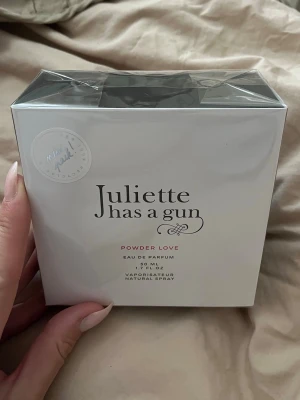 Juliette
has a gun
POWDER LOVE
EAU DE PARFUM
50 ML
1.7 FL OZ
VAPORISATEUR
NATURAL SPRAY